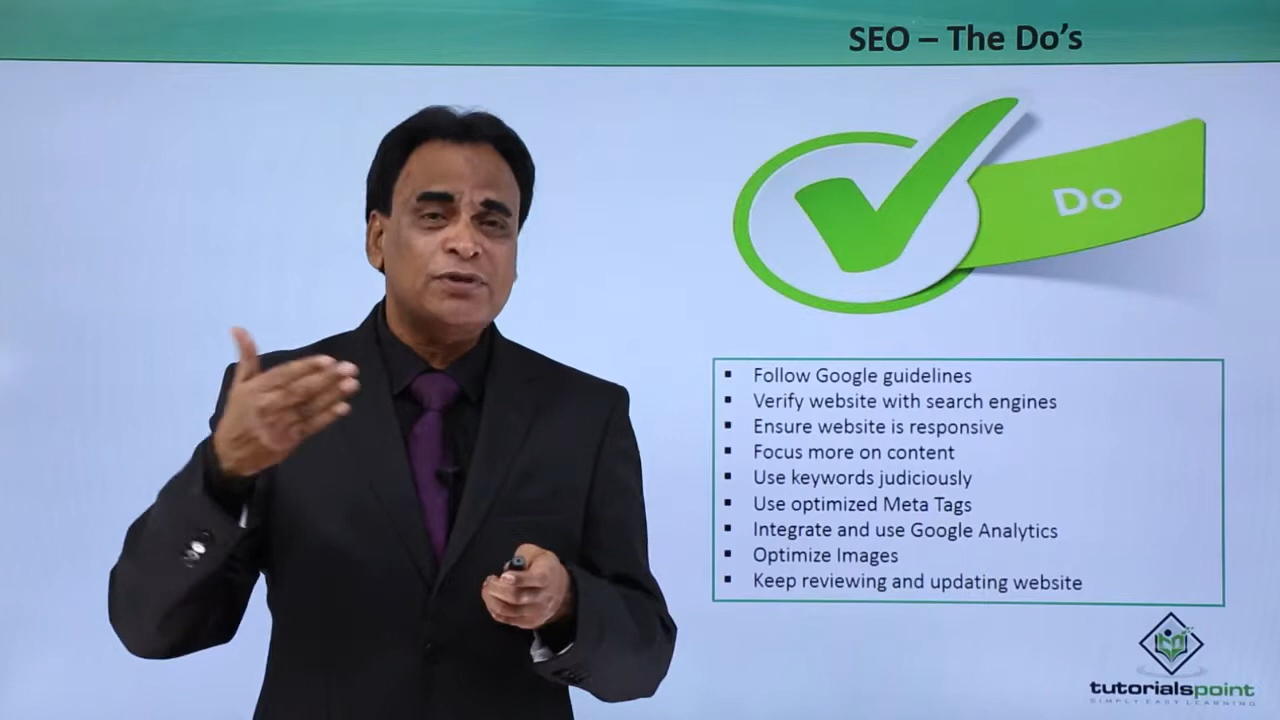 SEO – The Do's
Do
▪ Follow Google guidelines
▪ Verify website with search engines
▪ Ensure website is responsive
▪ Focus more on content
▪ Use keywords judiciously
▪ Use optimized Meta Tags
▪ Integrate and use Google Analytics
▪ Optimize Images
▪ Keep reviewing and updating website
tutorialspoint
SIMPLY EASY LEARNING